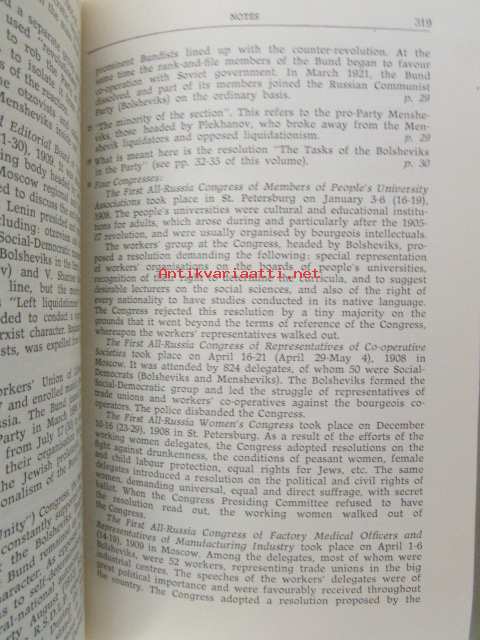 NOTES
319
prominent Bundists lined up with the counter-revolution. At the
same time the rank-and-file members of the Bund began to favour
co-operation with Soviet government. In March 1921, the Bund
dissolved, and part of its members joined the Russian Communist
Party (Bolsheviks) on the ordinary basis. p. 29
"The minority of the section". This refers to the pro-Party Menshe-
viks, those headed by Plekhanov, who broke away from the Men-
shevik liquidators and opposed liquidationism. p. 29
What is meant here is the resolution "The Tasks of the Bolsheviks
in the Party" (see pp. 32-35 of this volume). p. 30
Four Congresses:
The First All-Russia Congress of Members of People's University
Associations took place in St. Petersburg on January 3-6 (16-19),
1908. The people's universities were cultural and educational institu-
tions for adults, which arose during and particularly after the 1905-
07 revolution, and were usually organised by bourgeois intellectuals.
The workers' group at the Congress, headed by Bolsheviks, pro-
posed a resolution demanding the following: special representation
of workers' organisations on the boards of people's universities,
recognition of their right to determine the curricula, and to suggest
desirable lecturers on the social sciences, and also of the right of
every nationality to have studies conducted in its native language.
The Congress rejected this resolution by a tiny majority on the
grounds that it went beyond the terms of reference of the Congress,
whereupon the workers' representatives walked out.
The First All-Russia Congress of Representatives of Co-operative
Societies took place on April 16-21 (April 29-May 4), 1908 in
Moscow. It was attended by 824 delegates, of whom 50 were Social-
Democrats (Bolsheviks and Mensheviks). The Bolsheviks formed the
Social-Democratic group and led the struggle of representatives of
trade unions and workers' co-operatives against the bourgeois co-
operators. The police disbanded the Congress.
The First All-Russia Women's Congress took place on December
10-16 (23-29), 1908 in St. Petersburg. As a result of the efforts of the
working women delegates, the Congress adopted resolutions on the
fight against drunkenness, the conditions of peasant women, female
and child labour protection, equal rights for Jews, etc. The same
delegates introduced a resolution on the political and civil rights of
women, demanding universal, equal and direct suffrage, with secret
ballot. When the Congress Presiding Committee refused to have
the resolution read out, the working women walked out of
the Congress.
The First All-Russia Congress of Factory Medical Officers and
Representatives of Manufacturing Industry took place on April 1-6
(14-19), 1909 in Moscow. Among the delegates, most of whom were
Bolsheviks, were 52 workers, representing trade unions in the big
industrial centres. The speeches of the workers' delegates were of
great political importance and were favourably received throughout
the country. The Congress adopted a resolution proposed by the
Antikvariaatti.net